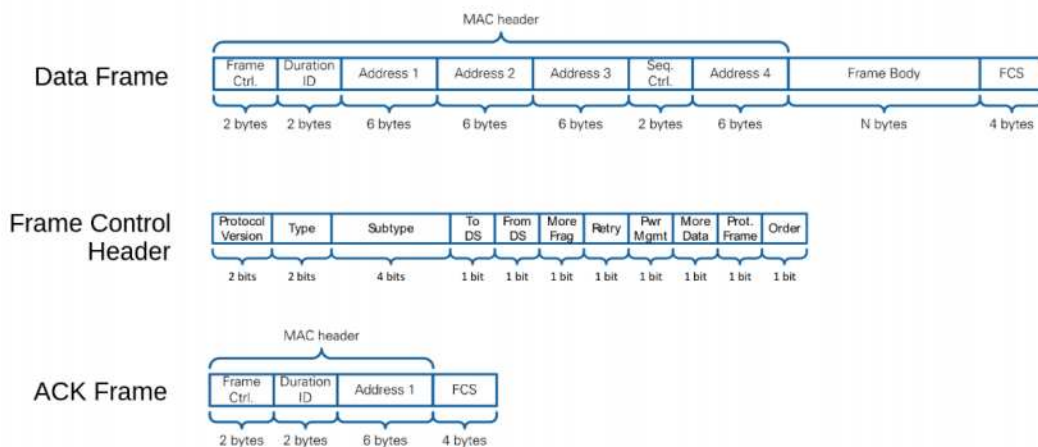 MAC header
Data Frame
Frame Ctrl. Duration ID Address 1 Address 2 Address 3 Seq. Ctrl. Address 4 Frame Body FCS
2 bytes 2 bytes 6 bytes 6 bytes 6 bytes 2 bytes 6 bytes N bytes 4 bytes
Frame Control Header
Protocol Version Type Subtype To DS From DS More Frag Retry Pwr Mgmt More Data Prot. Frame Order
2 bits 2 bits 4 bits 1 bit 1 bit 1 bit 1 bit 1 bit 1 bit 1 bit 1 bit
MAC header
ACK Frame
Frame Ctrl. Duration ID Address 1 FCS
2 bytes 2 bytes 6 bytes 4 bytes